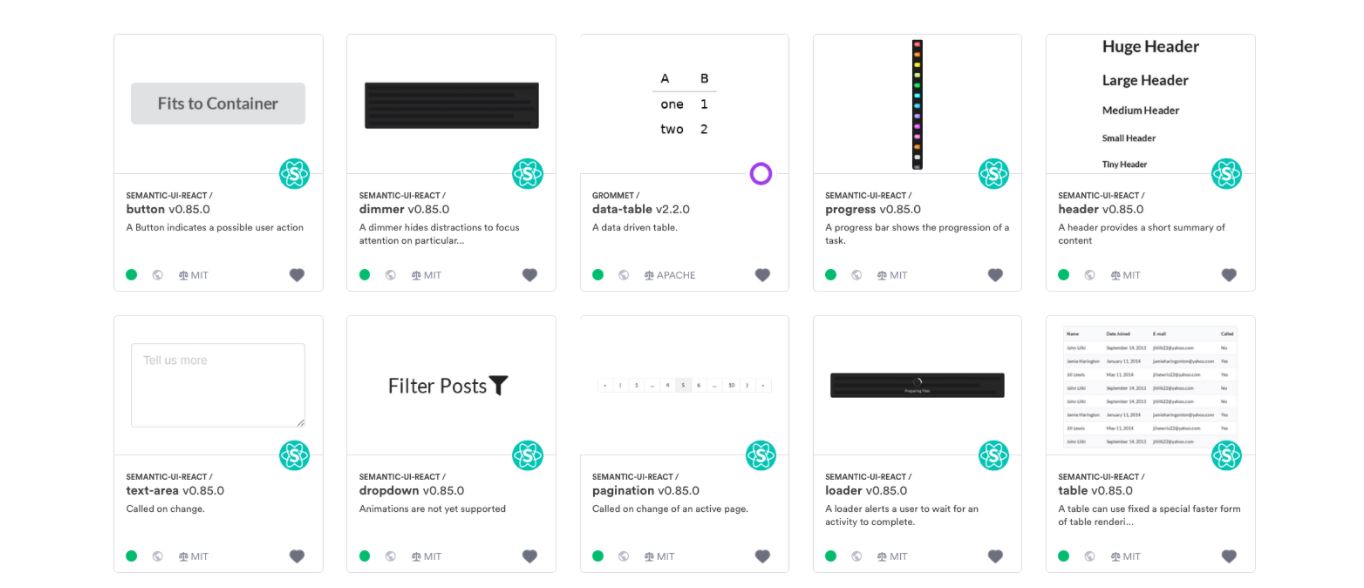 Fits to Container
SEMANTIC-UI-REACT /
button v0.85.0
A Button indicates a possible user action
MIT
SEMANTIC-UI-REACT /
dimmer v0.85.0
A dimmer hides distractions to focus
attention on particular...
MIT
A B
one 1
two 2
GROMMET /
data-table v2.2.0
A data driven table.
APACHE
SEMANTIC-UI-REACT /
progress v0.85.0
A progress bar shows the progression of a
task.
MIT
Huge Header
Large Header
Medium Header
Small Header
Tiny Header
SEMANTIC-UI-REACT /
header v0.85.0
A header provides a short summary of
content
MIT
Tell us more
SEMANTIC-UI-REACT /
text-area v0.85.0
Called on change.
MIT
Filter Posts
SEMANTIC-UI-REACT /
dropdown v0.85.0
Animations are not yet supported
MIT
« ⟨ 1 ... 4 5 6 ... 10 ⟩ »
SEMANTIC-UI-REACT /
pagination v0.85.0
Called on change of an active page.
MIT
Preparing Files
SEMANTIC-UI-REACT /
loader v0.85.0
A loader alerts a user to wait for an
activity to complete.
MIT
Name Date Joined E-mail Called
John Lilki September 14, 2013 jhlilk22@yahoo.com No
Jamie Harington January 11, 2014 jamieharingonton@yahoo.com Yes
Jill Lewis May 11, 2014 jilsewris22@yahoo.com Yes
John Lilki September 14, 2013 jhlilk22@yahoo.com No
John Lilki September 14, 2013 jhlilk22@yahoo.com No
Jamie Harington January 11, 2014 jamieharingonton@yahoo.com Yes
Jill Lewis May 11, 2014 jilsewris22@yahoo.com Yes
John Lilki September 14, 2013 jhlilk22@yahoo.com No
SEMANTIC-UI-REACT /
table v0.85.0
A table can use fixed a special faster form
of table renderi...
MIT